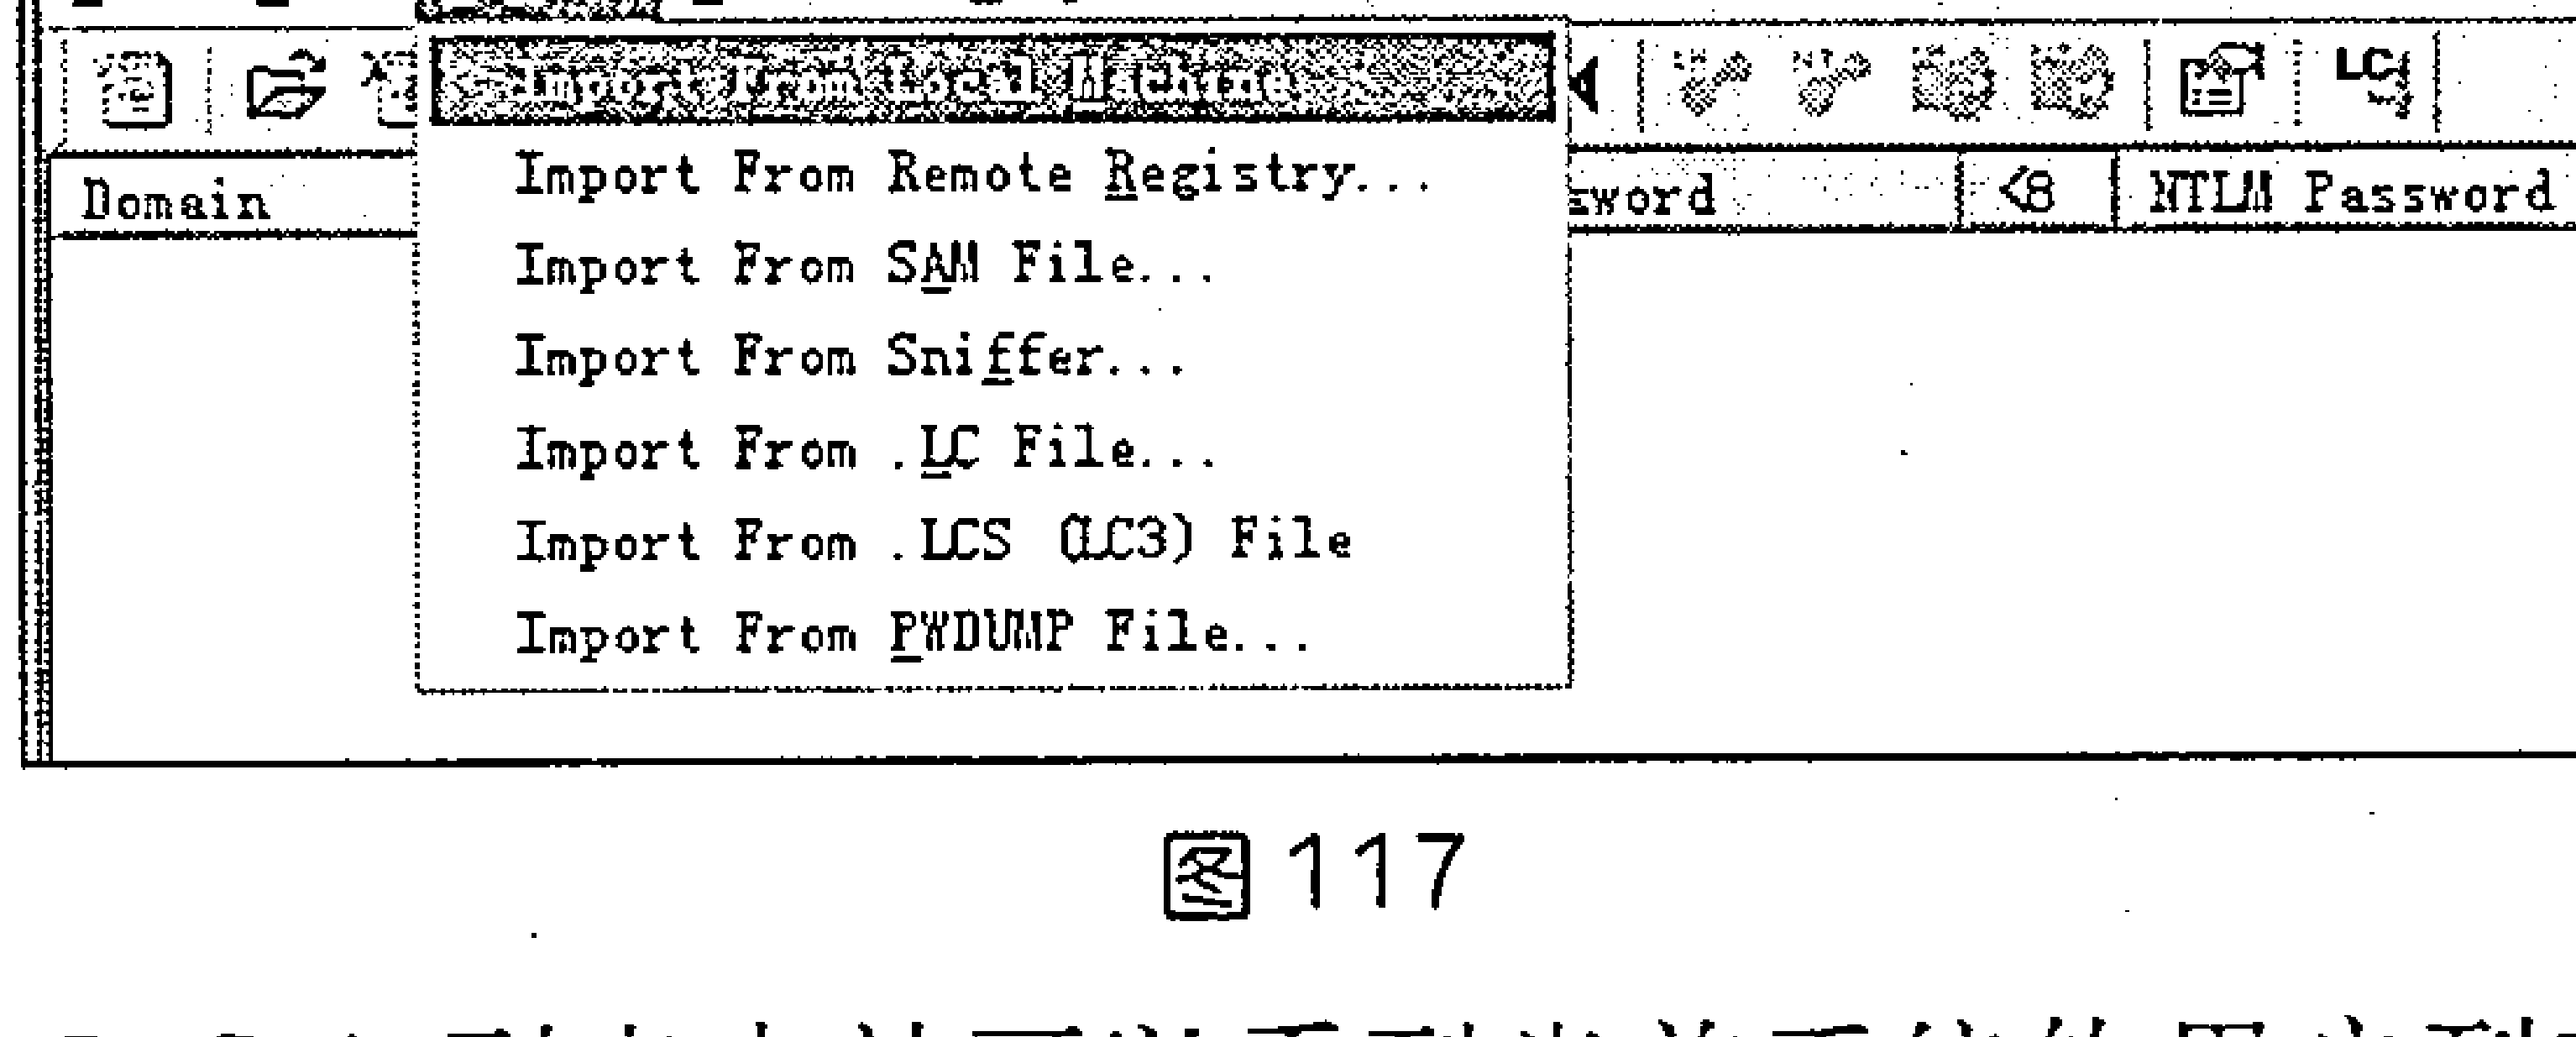 Import From Local Machine
LC
Import From Remote Registry...
Domain
<8
NTLM Password
Import From SAM File...
Import From Sniffer...
Import From .LC File...
Import From .LCS (LC3) File
Import From PWDUMP File...
图117